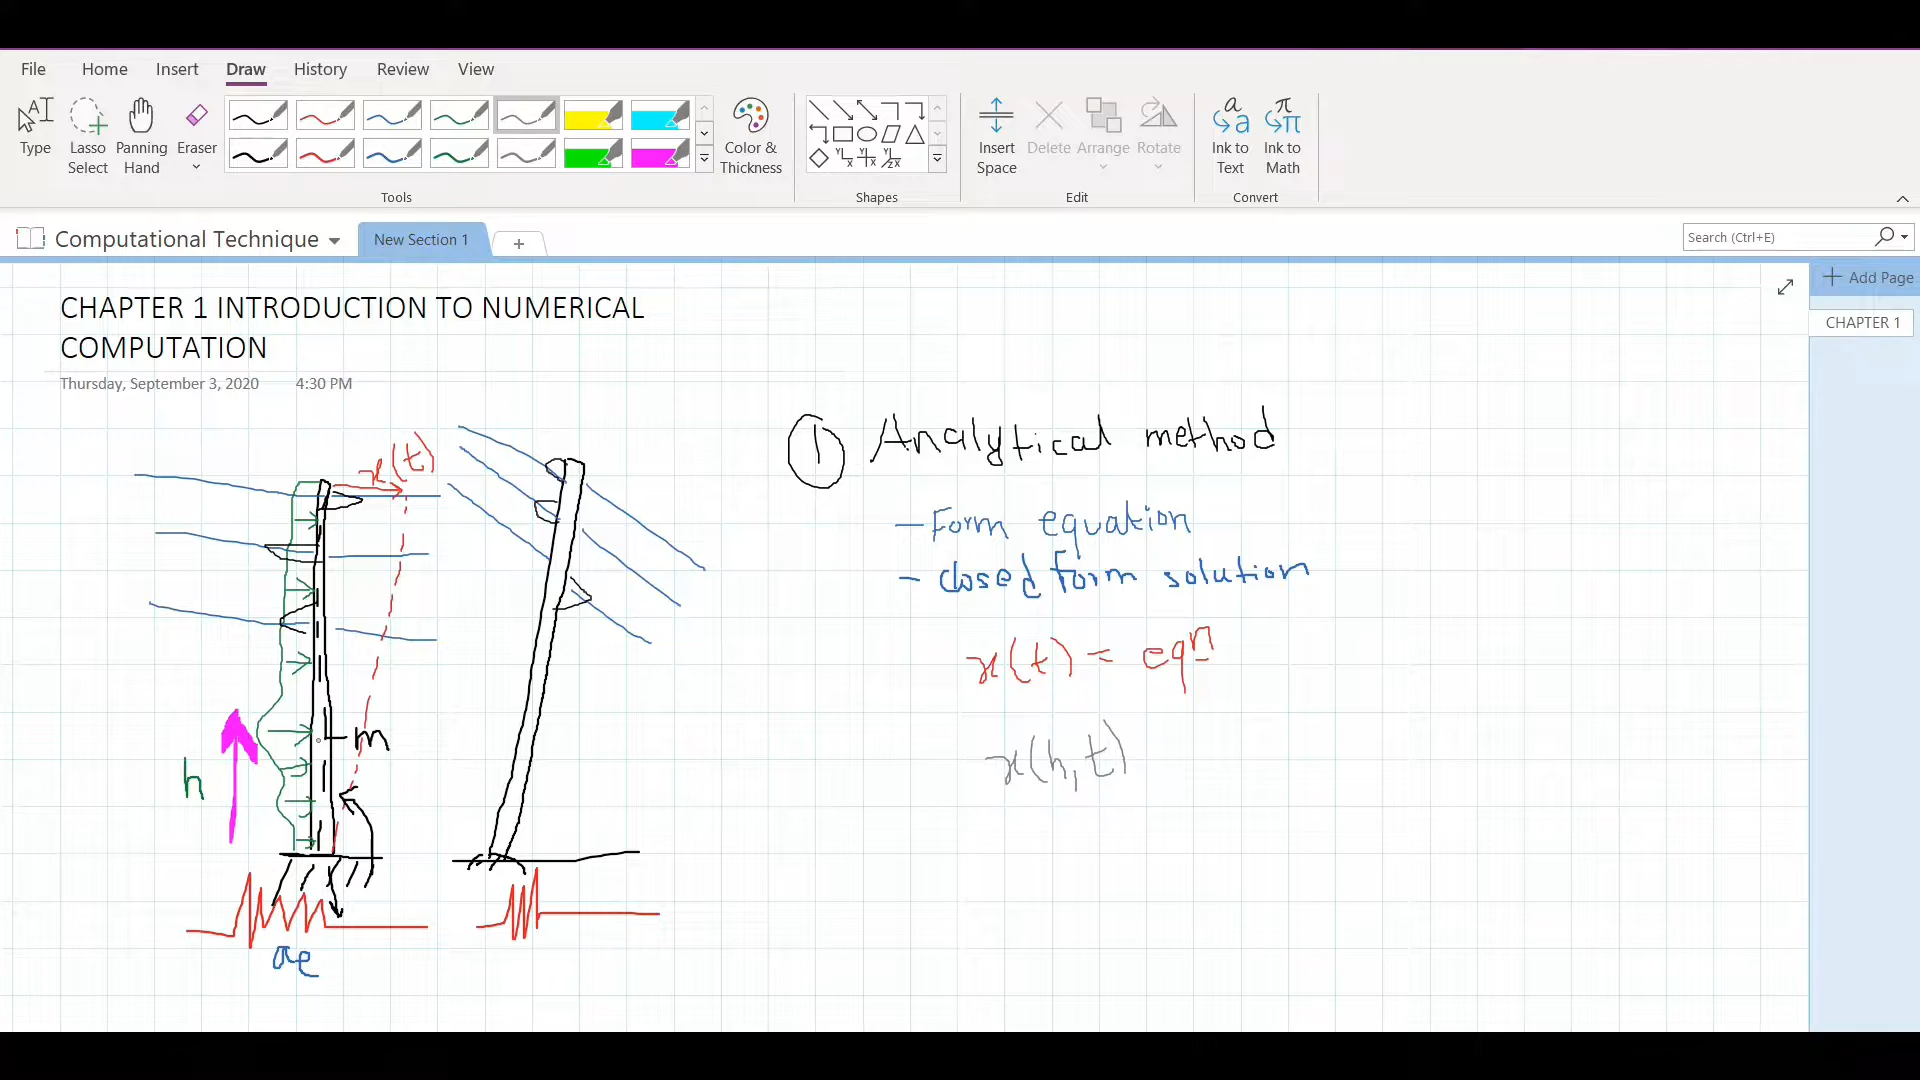 File Home Insert Draw History Review View
Type
Lasso Select
Panning Hand
Eraser
Color & Thickness
Insert Space
Delete
Arrange
Rotate
a
a
Ink to Text
π
π
Ink to Math
Tools Shapes Edit Convert
Computational Technique New Section 1 +
Search (Ctrl+E)
Add Page
CHAPTER 1
CHAPTER 1 INTRODUCTION TO NUMERICAL
COMPUTATION
Thursday, September 3, 2020 4:30 PM
x(t)
m
h
ae
① Analytical method
- Form equation
- closed form solution
x(t) = eqⁿ
x(h,t)